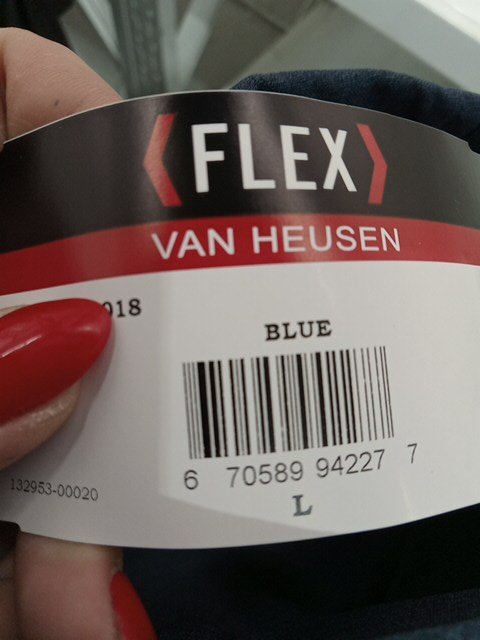 FLEX
VAN HEUSEN
018
BLUE
6 70589 94227 7
132953-00020
L